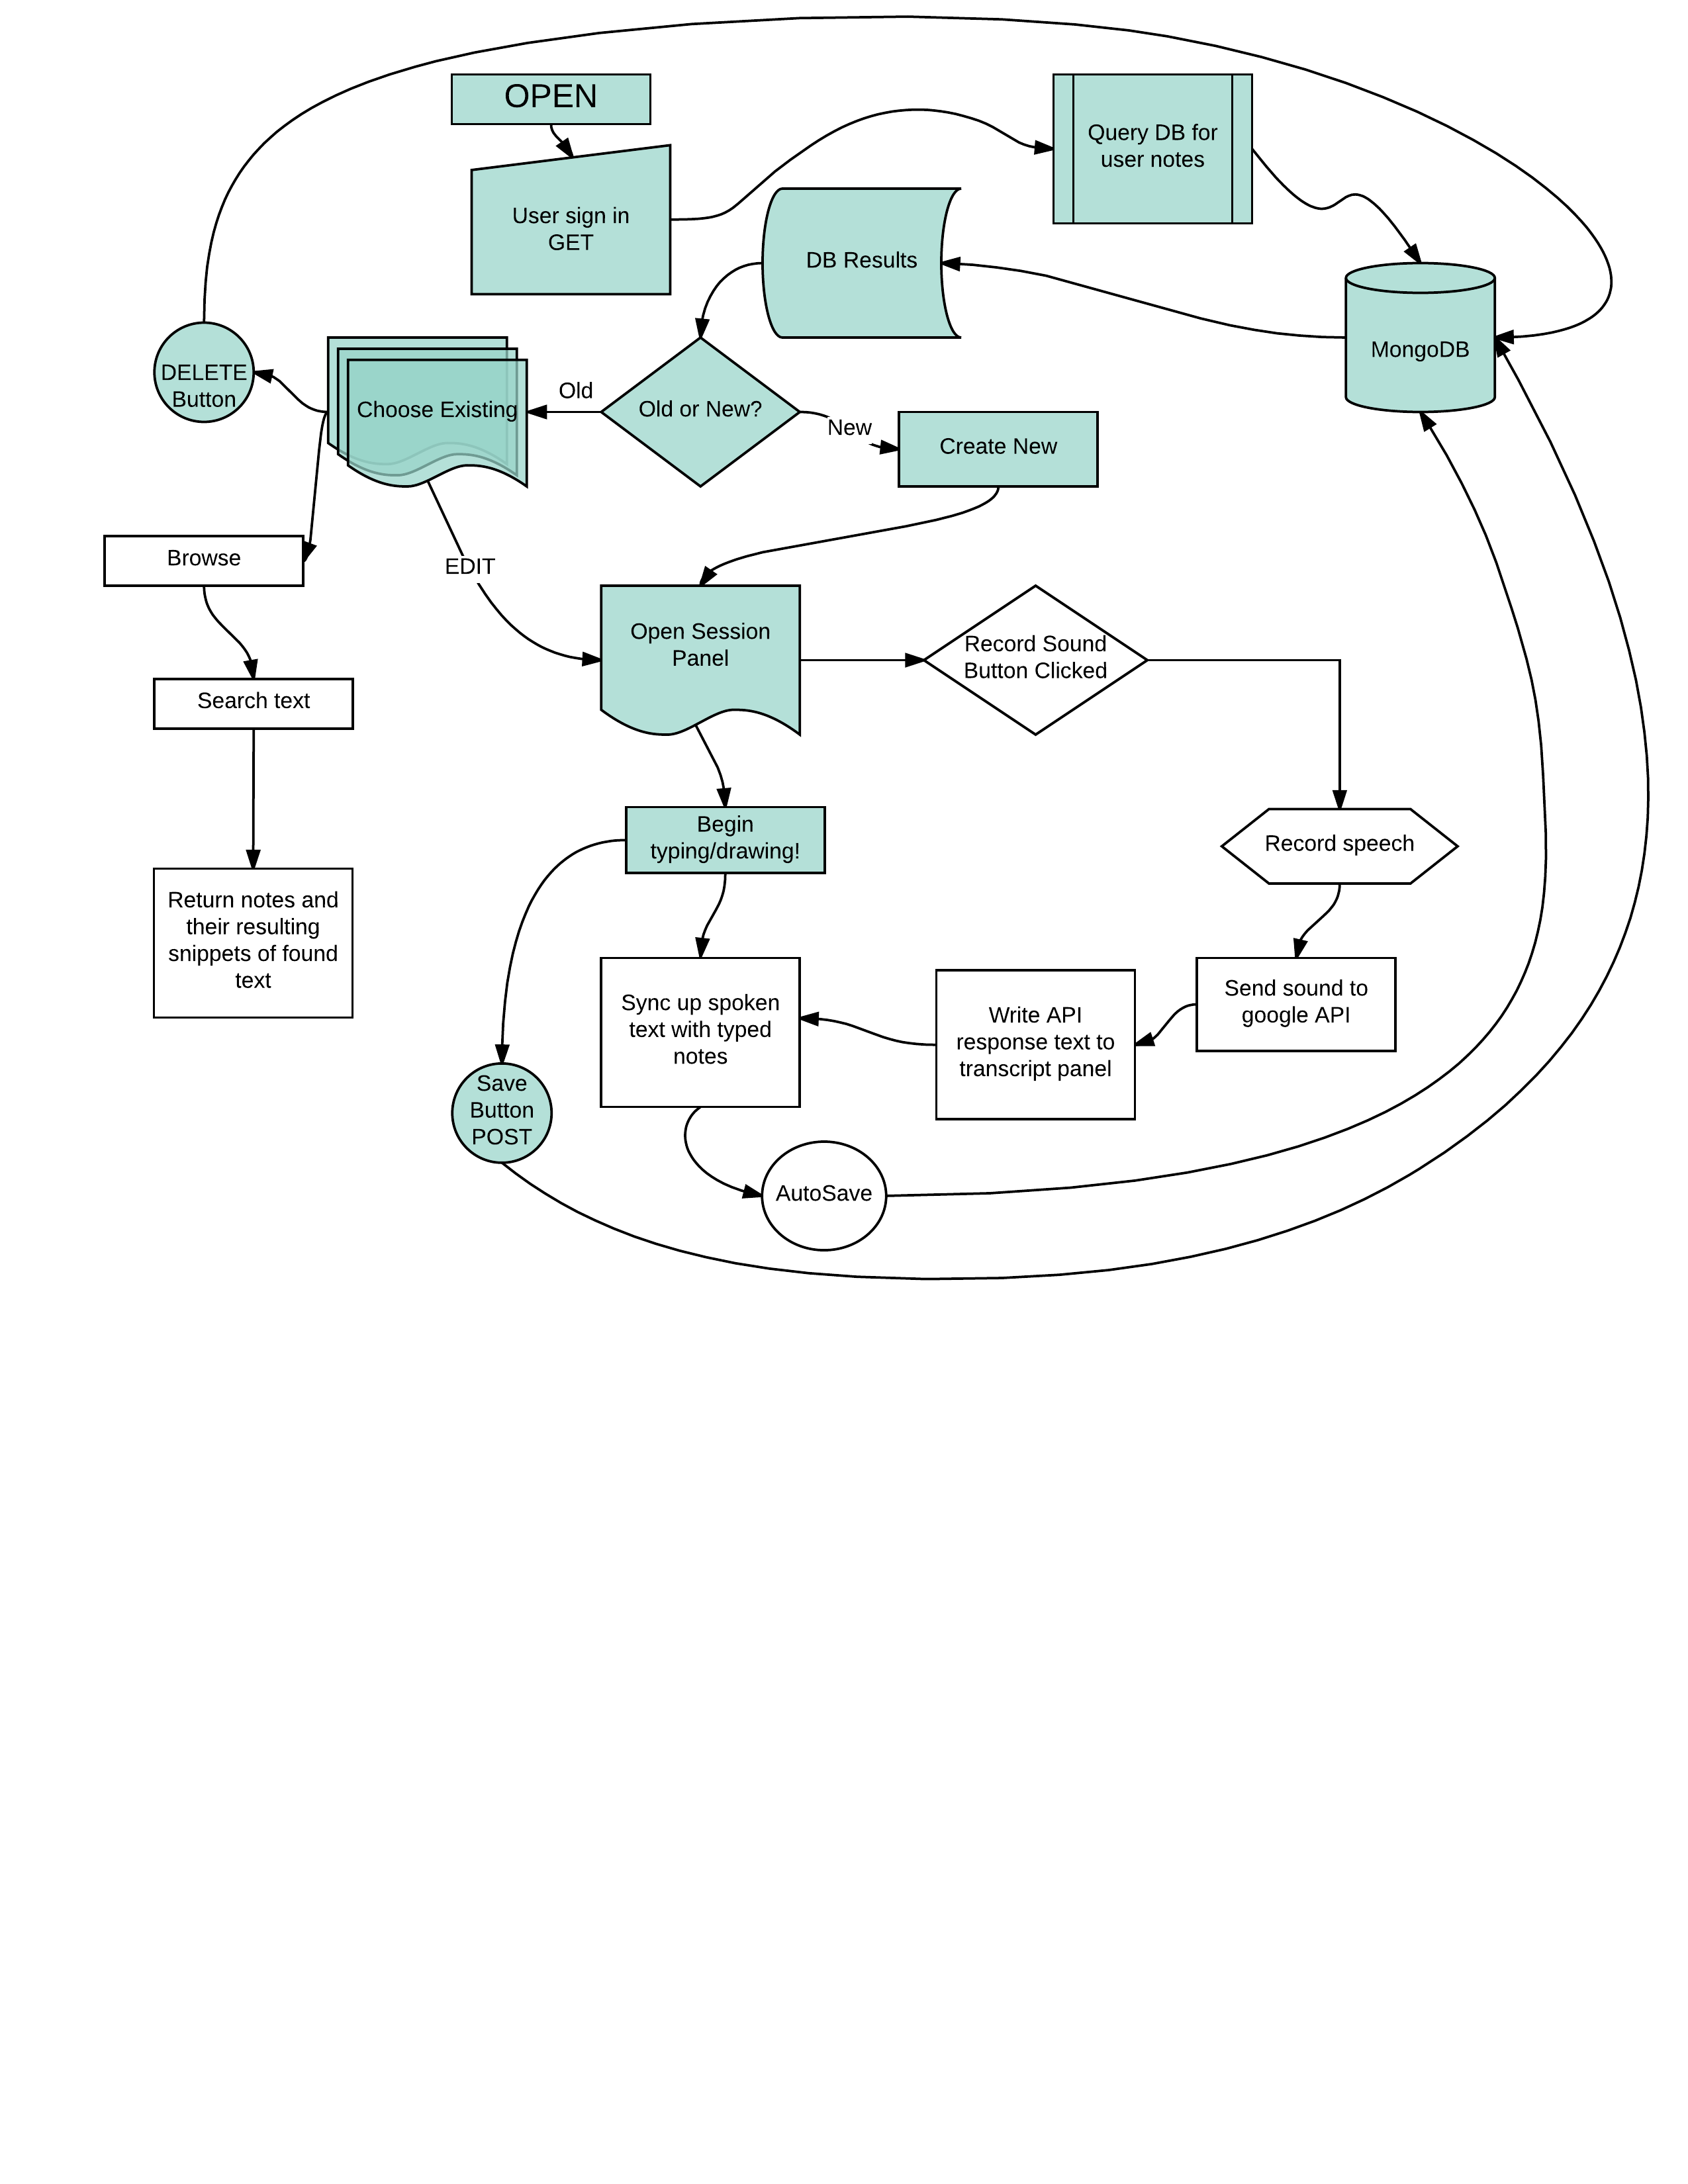 OPEN
Query DB for
user notes
User sign in
GET
DB Results
MongoDB
DELETE
Button
Choose Existing
Old
Old or New?
New
Create New
Browse
EDIT
Open Session
Panel
Record Sound
Button Clicked
Search text
Begin
typing/drawing!
Record speech
Return notes and
their resulting
snippets of found
text
Sync up spoken
text with typed
notes
Write API
response text to
transcript panel
Send sound to
google API
Save
Button
POST
AutoSave